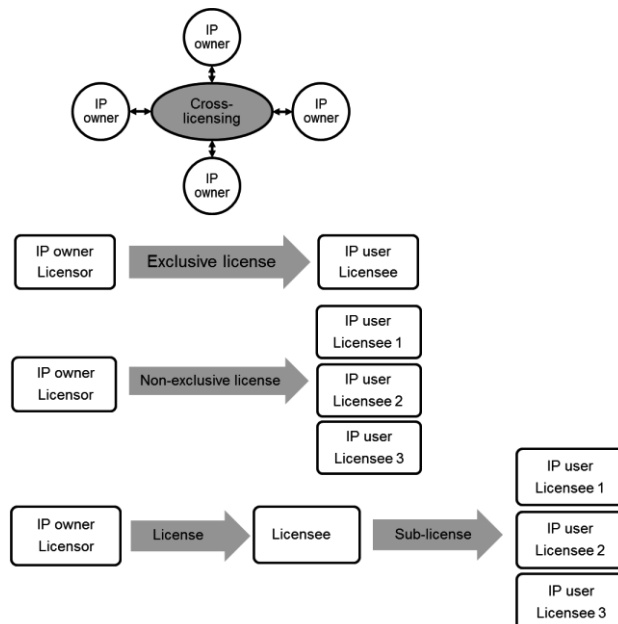 IP
owner
IP
owner
Cross-
licensing
IP
owner
IP
owner
IP owner
Licensor
Exclusive license
IP user
Licensee
IP owner
Licensor
Non-exclusive license
IP user
Licensee 1
IP user
Licensee 2
IP user
Licensee 3
IP owner
Licensor
License
Licensee
Sub-license
IP user
Licensee 1
IP user
Licensee 2
IP user
Licensee 3